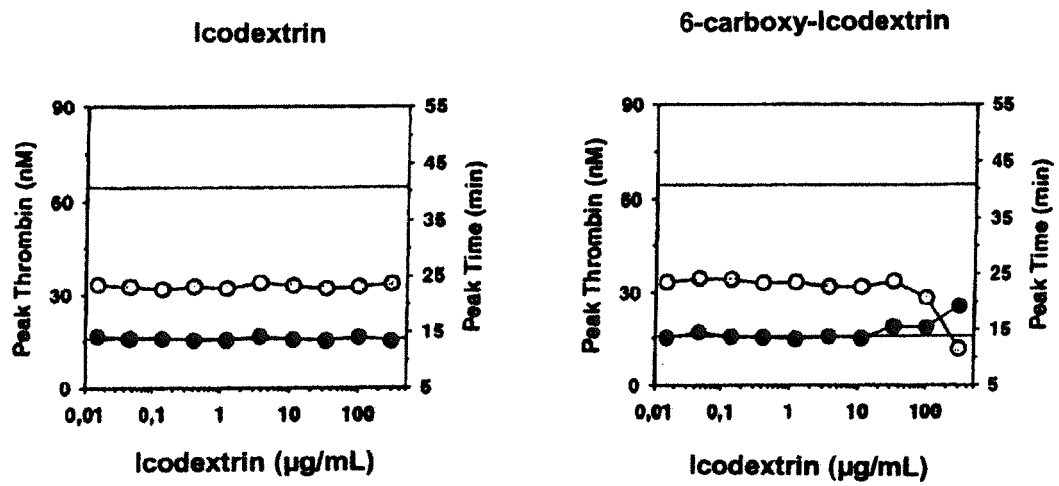 Icodextrin
90
60
30
0
55
45
35
25
15
5
Peak Thrombin (nM)
Peak Time (min)
0,01 0,1 1 10 100
Icodextrin (µg/mL)
6-carboxy-Icodextrin
90
60
30
0
55
45
35
25
15
5
Peak Thrombin (nM)
Peak Time (min)
0,01 0,1 1 10 100
Icodextrin (µg/mL)